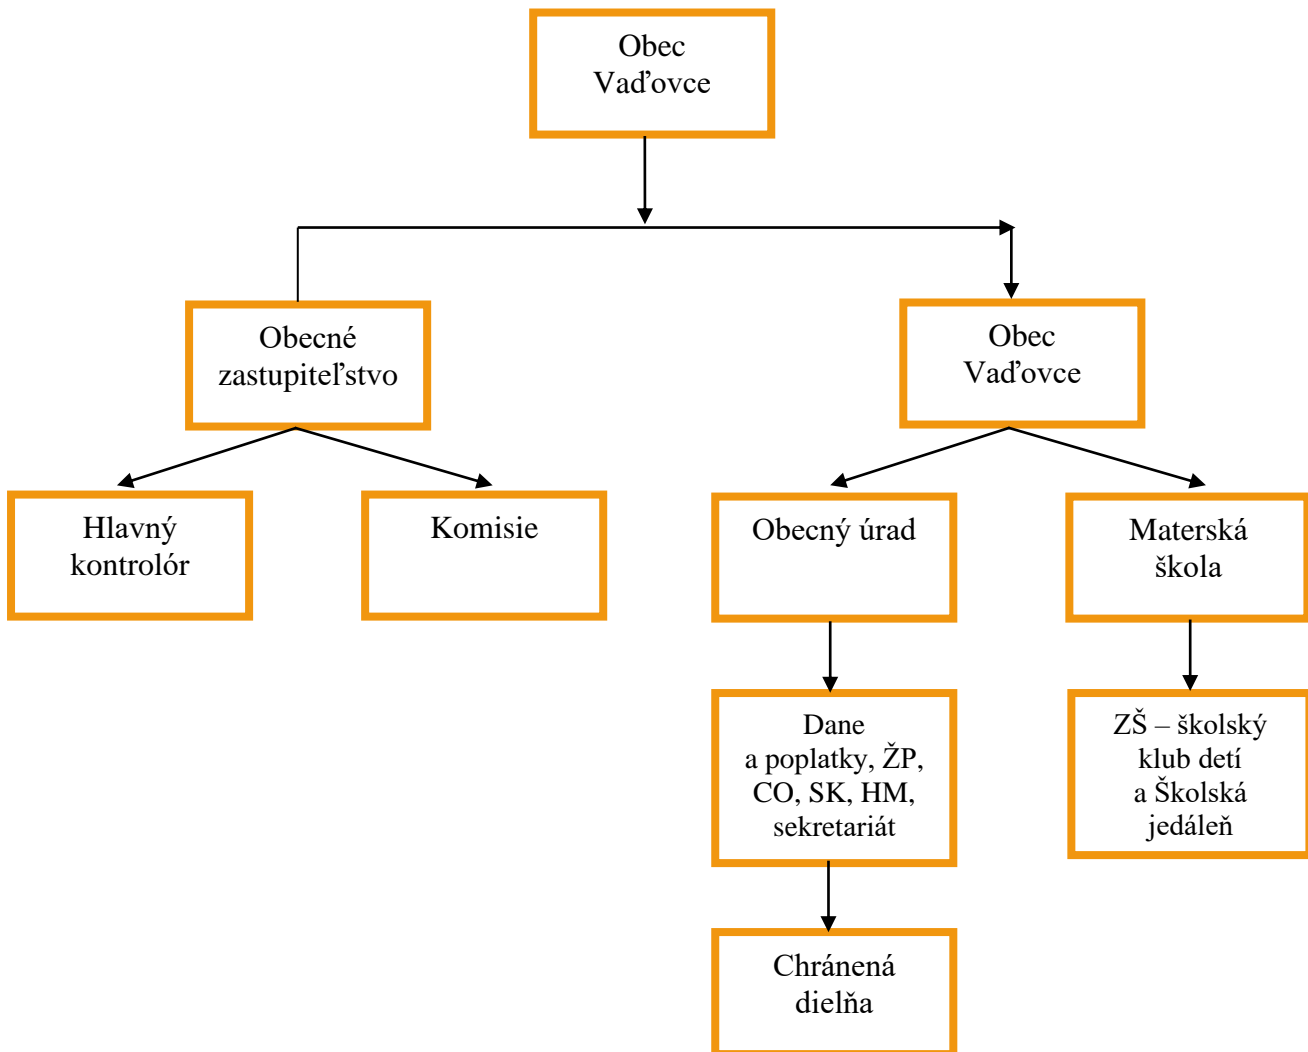 Obec
Vaďovce
Obecné
zastupiteľstvo
Obec
Vaďovce
Hlavný
kontrolór
Komisie
Obecný úrad
Materská
škola
Dane
a poplatky, ŽP,
CO, SK, HM,
sekretariát
ZŠ – školský
klub detí
a Školská
jedáleň
Chránená
dielňa